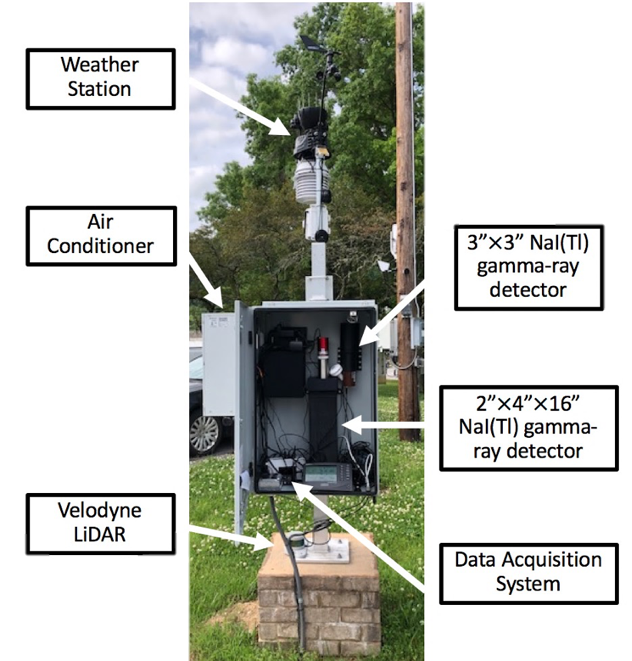 Weather
Station
Air
Conditioner
3”×3” NaI(Tl)
gamma-ray
detector
2”×4”×16”
NaI(Tl) gamma-
ray detector
Velodyne
LiDAR
Data Acquisition
System